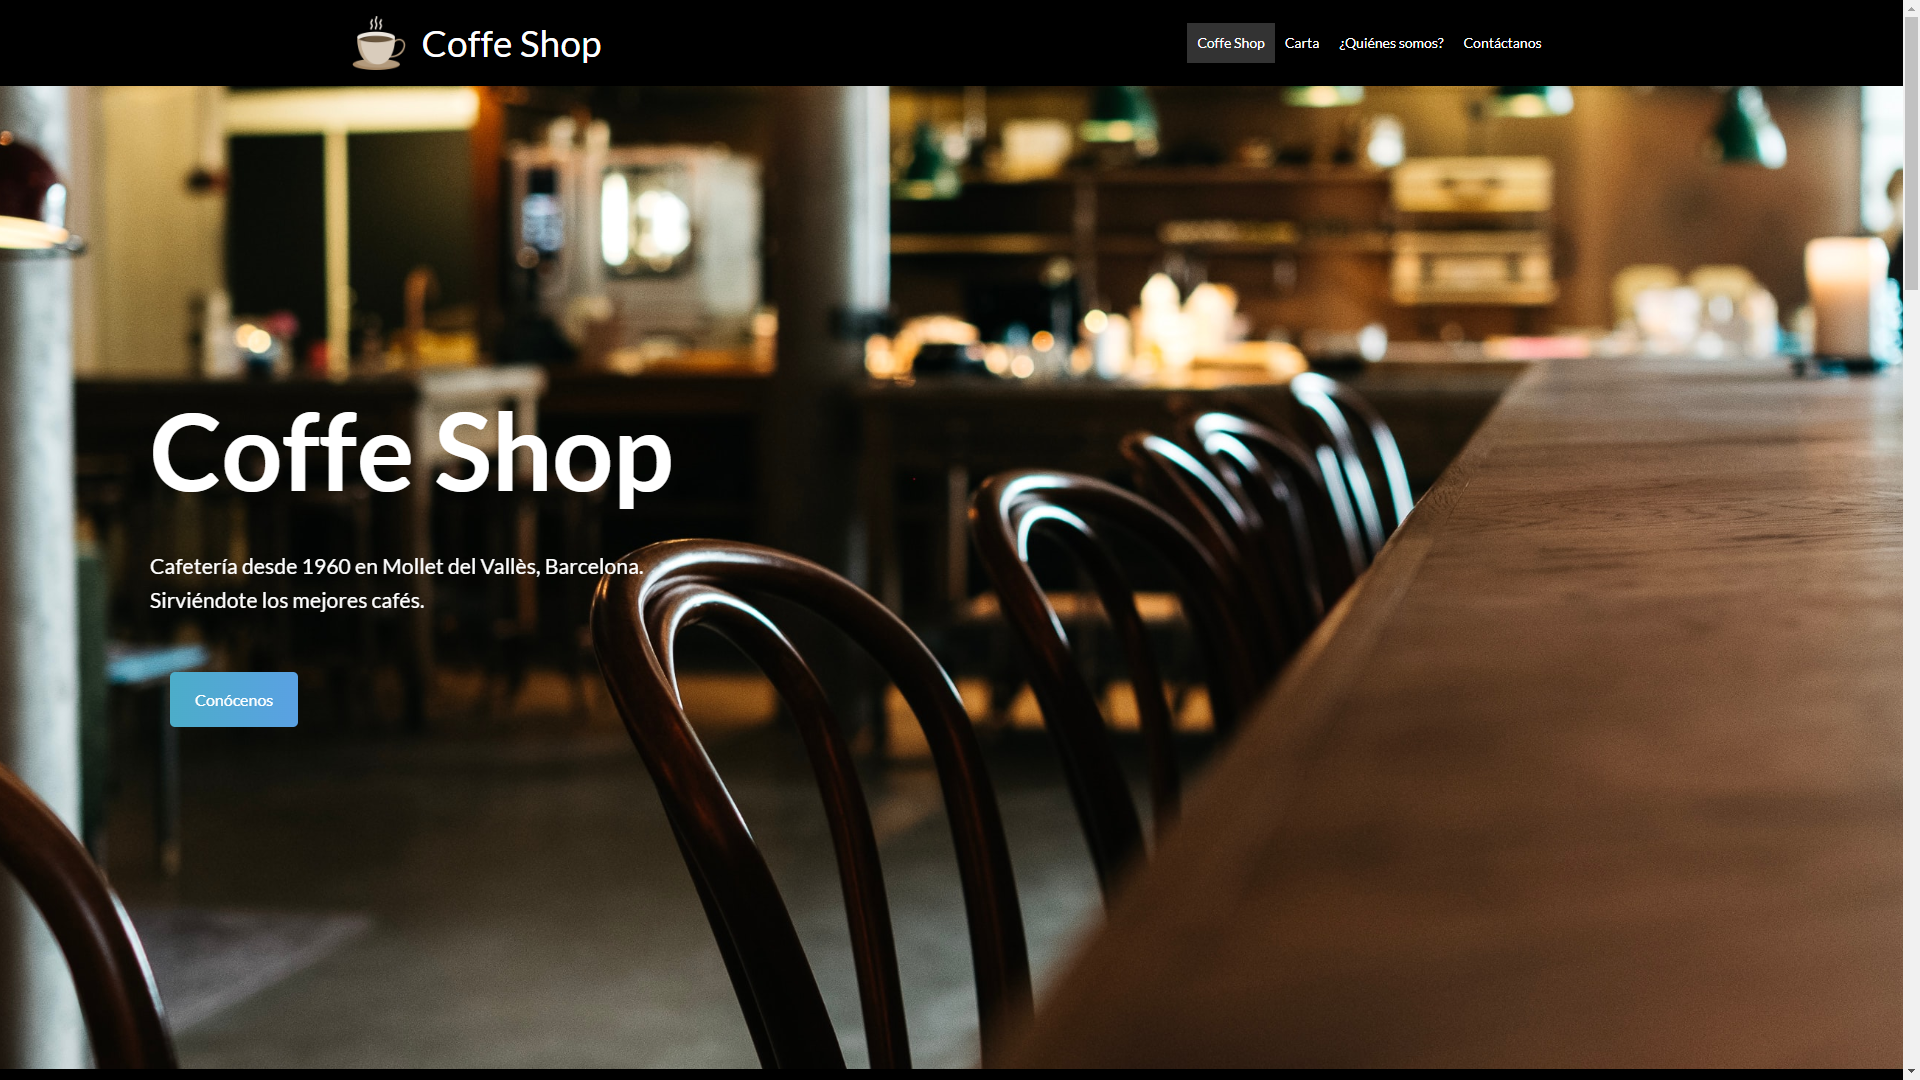 Coffe Shop
Coffe Shop
Carta
¿Quiénes somos?
Contáctanos
Coffe Shop
Cafetería desde 1960 en Mollet del Vallès, Barcelona.
Sirviéndote los mejores cafés.
Conócenos